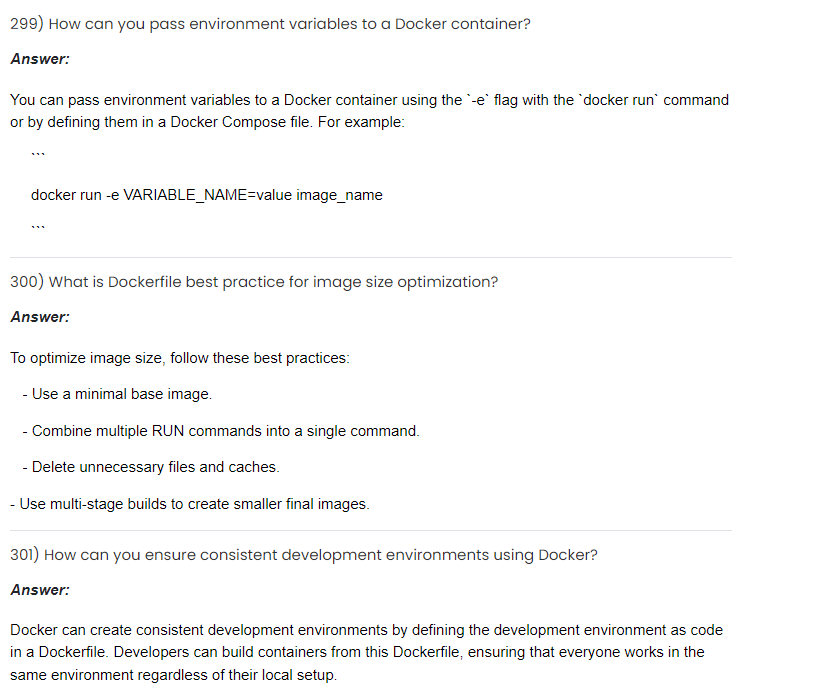 299) How can you pass environment variables to a Docker container?
Answer:
You can pass environment variables to a Docker container using the `-e` flag with the `docker run` command
or by defining them in a Docker Compose file. For example:
```
docker run -e VARIABLE_NAME=value image_name
```
300) What is Dockerfile best practice for image size optimization?
Answer:
To optimize image size, follow these best practices:
- Use a minimal base image.
- Combine multiple RUN commands into a single command.
- Delete unnecessary files and caches.
- Use multi-stage builds to create smaller final images.
301) How can you ensure consistent development environments using Docker?
Answer:
Docker can create consistent development environments by defining the development environment as code
in a Dockerfile. Developers can build containers from this Dockerfile, ensuring that everyone works in the
same environment regardless of their local setup.